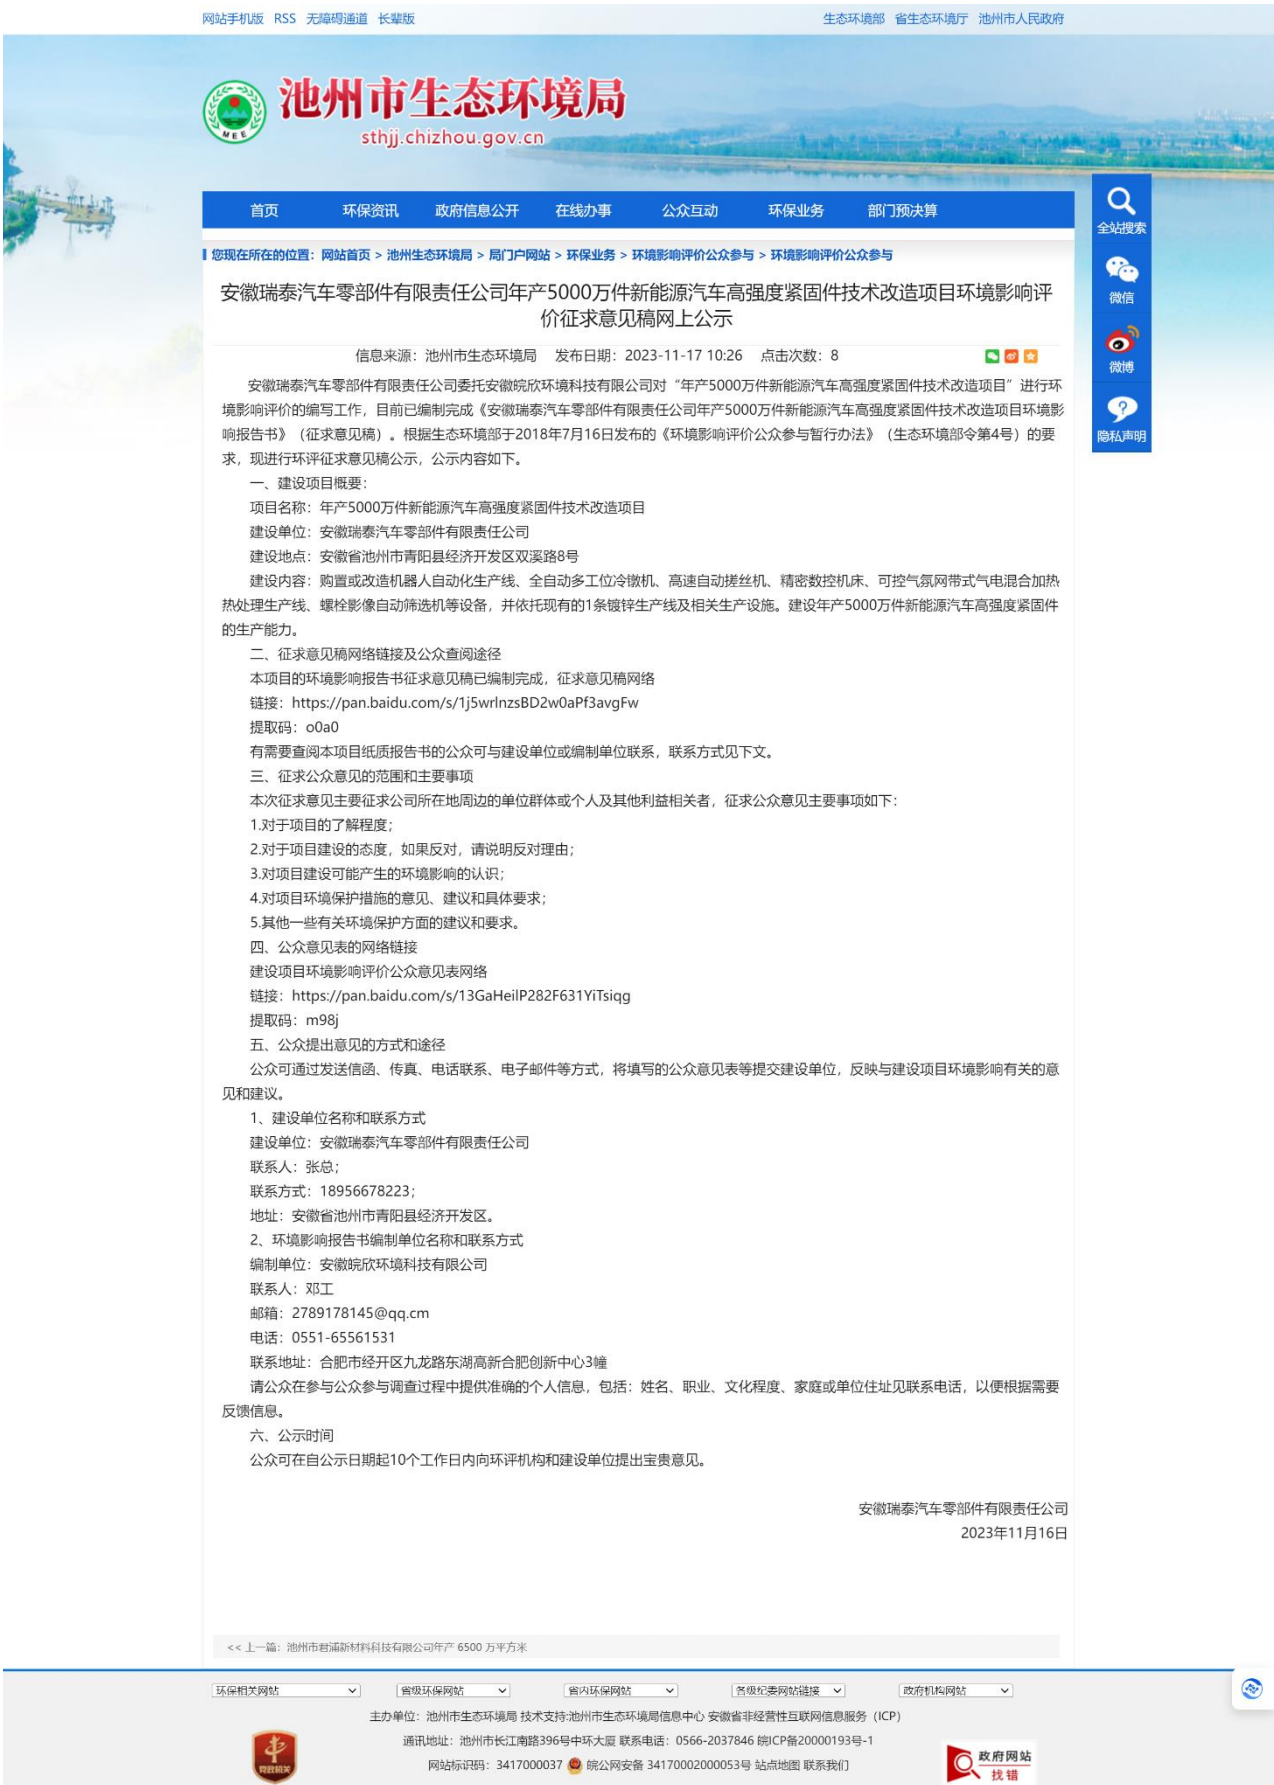 网站手机版 RSS 无障碍通道 长辈版
生态环境部 省生态环境厅 池州市人民政府
MEE
池州市生态环境局
sthjj.chizhou.gov.cn
首页 环保资讯 政府信息公开 在线办事 公众互动 环保业务 部门预决算
全站搜索
微信
微博
隐私声明
您现在所在的位置：网站首页 > 池州生态环境局 > 局门户网站 > 环保业务 > 环境影响评价公众参与 > 环境影响评价公众参与
安徽瑞泰汽车零部件有限责任公司年产5000万件新能源汽车高强度紧固件技术改造项目环境影响评
价征求意见稿网上公示
信息来源：池州市生态环境局 发布日期：2023-11-17 10:26 点击次数：8
安徽瑞泰汽车零部件有限责任公司委托安徽皖欣环境科技有限公司对“年产5000万件新能源汽车高强度紧固件技术改造项目”进行环
境影响评价的编写工作，目前已编制完成《安徽瑞泰汽车零部件有限责任公司年产5000万件新能源汽车高强度紧固件技术改造项目环境影
响报告书》（征求意见稿）。根据生态环境部于2018年7月16日发布的《环境影响评价公众参与暂行办法》（生态环境部令第4号）的要
求，现进行环评征求意见稿公示，公示内容如下。
一、建设项目概要：
项目名称：年产5000万件新能源汽车高强度紧固件技术改造项目
建设单位：安徽瑞泰汽车零部件有限责任公司
建设地点：安徽省池州市青阳县经济开发区双溪路8号
建设内容：购置或改造机器人自动化生产线、全自动多工位冷镦机、高速自动搓丝机、精密数控机床、可控气氛网带式气电混合加热
热处理生产线、螺栓影像自动筛选机等设备，并依托现有的1条镀锌生产线及相关生产设施。建设年产5000万件新能源汽车高强度紧固件
的生产能力。
二、征求意见稿网络链接及公众查阅途径
本项目的环境影响报告书征求意见稿已编制完成，征求意见稿网络
链接：https://pan.baidu.com/s/1j5wrlnzsBD2w0aPf3avgFw
提取码：o0a0
有需要查阅本项目纸质报告书的公众可与建设单位或编制单位联系，联系方式见下文。
三、征求公众意见的范围和主要事项
本次征求意见主要征求公司所在地周边的单位群体或个人及其他利益相关者，征求公众意见主要事项如下：
1.对于项目的了解程度；
2.对于项目建设的态度，如果反对，请说明反对理由；
3.对项目建设可能产生的环境影响的认识；
4.对项目环境保护措施的意见、建议和具体要求；
5.其他一些有关环境保护方面的建议和要求。
四、公众意见表的网络链接
建设项目环境影响评价公众意见表网络
链接：https://pan.baidu.com/s/13GaHeilP282F631YiTsiqg
提取码：m98j
五、公众提出意见的方式和途径
公众可通过发送信函、传真、电话联系、电子邮件等方式，将填写的公众意见表等提交建设单位，反映与建设项目环境影响有关的意
见和建议。
1、建设单位名称和联系方式
建设单位：安徽瑞泰汽车零部件有限责任公司
联系人：张总；
联系方式：18956678223；
地址：安徽省池州市青阳县经济开发区。
2、环境影响报告书编制单位名称和联系方式
编制单位：安徽皖欣环境科技有限公司
联系人：邓工
邮箱：2789178145@qq.cm
电话：0551-65561531
联系地址：合肥市经开区九龙路东湖高新合肥创新中心3幢
请公众在参与公众参与调查过程中提供准确的个人信息，包括：姓名、职业、文化程度、家庭或单位住址见联系电话，以便根据需要
反馈信息。
六、公示时间
公众可在自公示日期起10个工作日内向环评机构和建设单位提出宝贵意见。
安徽瑞泰汽车零部件有限责任公司
2023年11月16日
<< 上一篇：池州市君浦新材料科技有限公司年产 6500 万平方米
环保相关网站 省级环保网站 省内环保网站 各级纪委网站链接 政府机构网站
主办单位：池州市生态环境局 技术支持:池州市生态环境局信息中心 安徽省非经营性互联网信息服务（ICP）
通讯地址：池州市长江南路396号中环大厦 联系电话：0566-2037846 皖ICP备20000193号-1
网站标识码：3417000037 皖公网安备 34170002000053号 站点地图 联系我们
党政机关
政府网站
找错